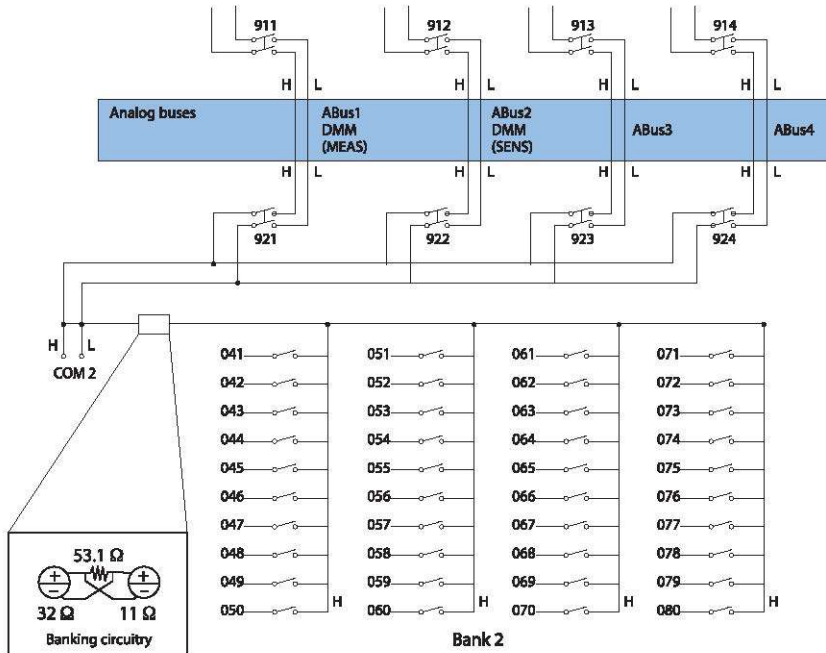 911 912 913 914
H L H L H L H L
Analog buses ABus1 ABus2 ABus3 ABus4
DMM DMM
(MEAS) (SENS)
H L H L H L H L
921 922 923 924
H L
COM 2
041 051 061 071
042 052 062 072
043 053 063 073
044 054 064 074
045 055 065 075
046 056 066 076
047 057 067 077
048 058 068 078
049 059 069 079
H H H H
050 060 070 080
53.1 Ω
32 Ω 11 Ω
Banking circuitry
Bank 2